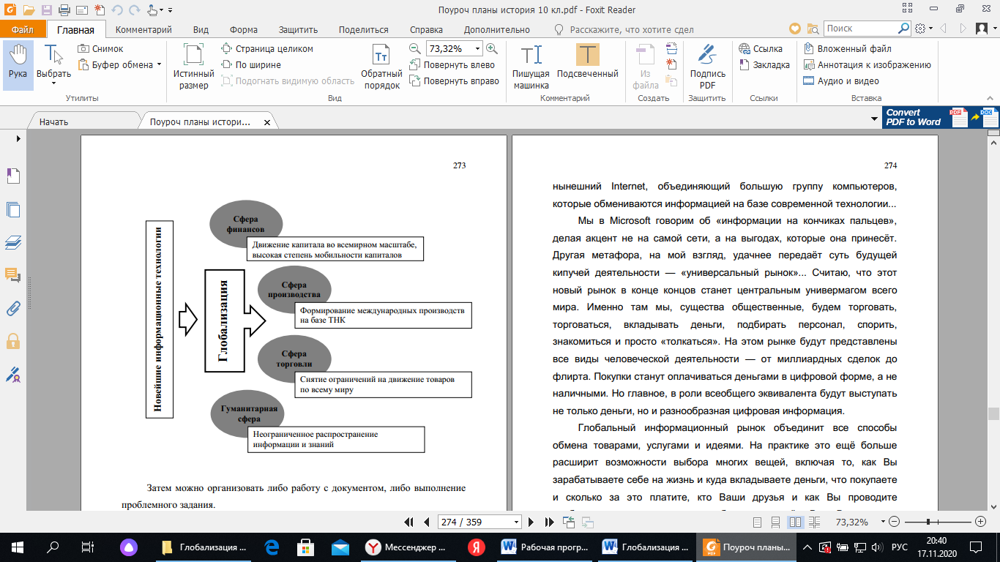 Поуроч планы история 10 кл.pdf - Foxit Reader
Файл
Главная
Комментарий
Вид
Форма
Защитить
Поделиться
Справка
Дополнительно
Расскажите, что хотите сдел
Поиск
Рука
Выбрать
Снимок
Буфер обмена
Утилиты
Истинный
размер
Страница целиком
По ширине
Подогнать видимую область
Обратный
порядок
73,32%
Повернуть влево
Повернуть вправо
Вид
Пишущая
машинка
Подсвеченный
Комментарий
Из
файла
Создать
Подпись
PDF
Защитить
Ссылка
Закладка
Ссылки
Вложенный файл
Аннотация к изображению
Аудио и видео
Вставка
Начать
Поуроч планы истори...
Convert
PDF to Word
PDF
DOC
273
Новейшие информационные технологии
Глобализация
Сфера
финансов
Движение капитала во всемирном масштабе,
высокая степень мобильности капиталов
Сфера
производства
Формирование международных производств
на базе ТНК
Сфера
торговли
Снятие ограничений на движение товаров
по всему миру
Гуманитарная
сфера
Неограниченное распространение
информации и знаний
Затем можно организовать либо работу с документом, либо выполнение
проблемного задания.
274
нынешний Internet, объединяющий большую группу компьютеров,
которые обмениваются информацией на базе современной технологии...
Мы в Microsoft говорим об «информации на кончиках пальцев»,
делая акцент не на самой сети, а на выгодах, которые она принесёт.
Другая метафора, на мой взгляд, удачнее передаёт суть будущей
кипучей деятельности — «универсальный рынок»... Считаю, что этот
новый рынок в конце концов станет центральным универмагом всего
мира. Именно там мы, существа общественные, будем торговать,
торговаться, вкладывать деньги, подбирать персонал, спорить,
знакомиться и просто «толкаться». На этом рынке будут представлены
все виды человеческой деятельности — от миллиардных сделок до
флирта. Покупки станут оплачиваться деньгами в цифровой форме, а не
наличными. Но главное, в роли всеобщего эквивалента будут выступать
не только деньги, но и разнообразная цифровая информация.
Глобальный информационный рынок объединит все способы
обмена товарами, услугами и идеями. На практике это ещё больше
расширит возможности выбора многих вещей, включая то, как Вы
зарабатываете себе на жизнь и куда вкладываете деньги, что покупаете
и сколько за это платите, кто Ваши друзья и как Вы проводите
274 / 359
73,32%
Глобализация ...
Мессенджер ...
Рабочая прогр...
Глобализация ...
Поуроч планы...
РУС
20:40
17.11.2020